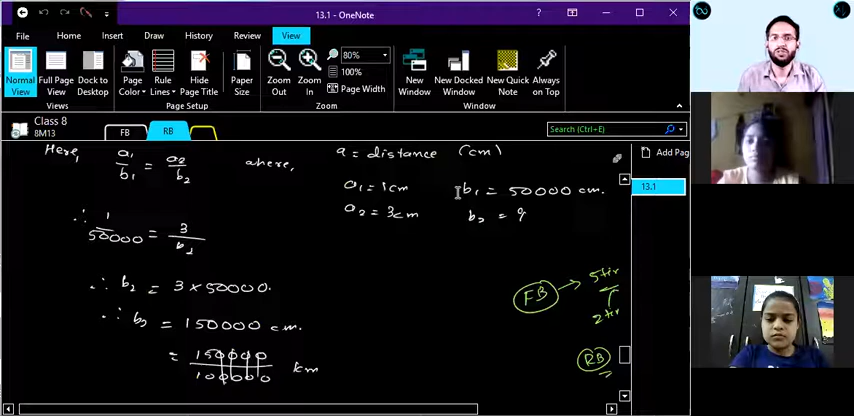 13.1 - OneNote
File Home Insert Draw History Review View
Normal View
Full Page View
Dock to Desktop
Page Color
Rule Lines
Hide Page Title
Paper Size
Zoom Out
Zoom In
80%
100%
Page Width
New Window
New Docked Window
New Quick Note
Always on Top
Views Page Setup Zoom Window
Class 8
8M13
FB RB
Search (Ctrl+E)
Add Pag
13.1
Here, a₁/b₁ = a₂/b₂ where, a = distance (cm)
a₁ = 1cm b₁ = 50000 cm.
a₂ = 3cm b₂ = ?
∴ 1/50000 = 3/b₂
∴ b₂ = 3 × 50000.
∴ b₂ = 150000 cm.
= 150000/100000 km
FB → 5 tir
2 tir
RB